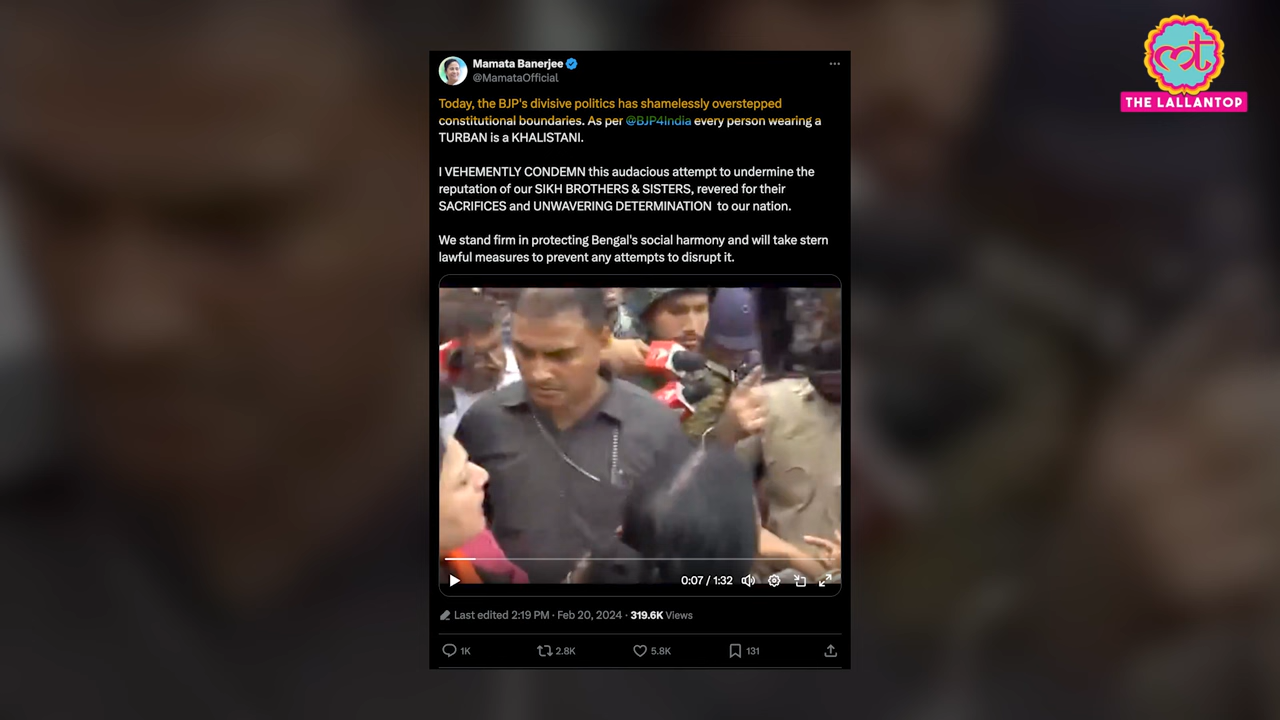 Mamata Banerjee
@MamataOfficial
Today, the BJP's divisive politics has shamelessly overstepped
constitutional boundaries. As per @BJP4India every person wearing a
TURBAN is a KHALISTANI.
I VEHEMENTLY CONDEMN this audacious attempt to undermine the
reputation of our SIKH BROTHERS & SISTERS, revered for their
SACRIFICES and UNWAVERING DETERMINATION to our nation.
We stand firm in protecting Bengal's social harmony and will take stern
lawful measures to prevent any attempts to disrupt it.
0:07 / 1:32
Last edited 2:19 PM · Feb 20, 2024 · 319.6K Views
1K 2.8K 5.8K 131
THE LALLANTOP